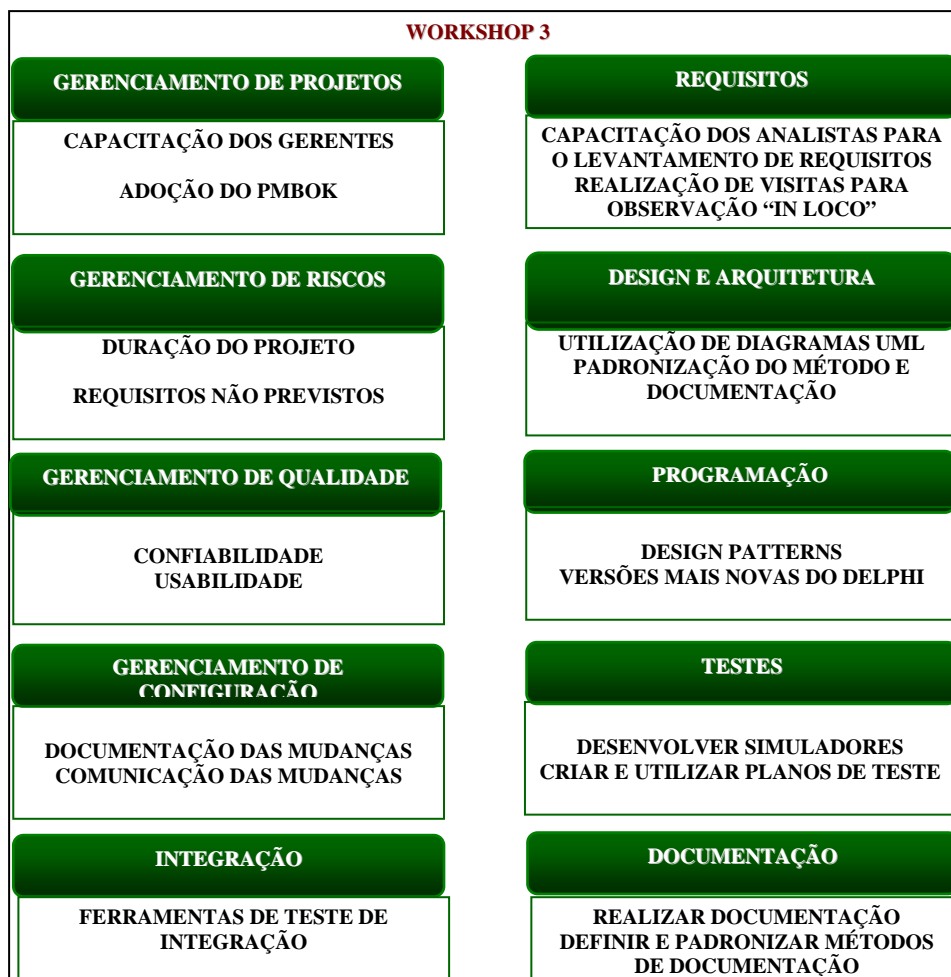 WORKSHOP 3
GERENCIAMENTO DE PROJETOS
CAPACITAÇÃO DOS GERENTES
ADOÇÃO DO PMBOK
REQUISITOS
CAPACITAÇÃO DOS ANALISTAS PARA
O LEVANTAMENTO DE REQUISITOS
REALIZAÇÃO DE VISITAS PARA
OBSERVAÇÃO “IN LOCO”
GERENCIAMENTO DE RISCOS
DURAÇÃO DO PROJETO
REQUISITOS NÃO PREVISTOS
DESIGN E ARQUITETURA
UTILIZAÇÃO DE DIAGRAMAS UML
PADRONIZAÇÃO DO MÉTODO E
DOCUMENTAÇÃO
GERENCIAMENTO DE QUALIDADE
CONFIABILIDADE
USABILIDADE
PROGRAMAÇÃO
DESIGN PATTERNS
VERSÕES MAIS NOVAS DO DELPHI
GERENCIAMENTO DE
CONFIGURAÇÃO
DOCUMENTAÇÃO DAS MUDANÇAS
COMUNICAÇÃO DAS MUDANÇAS
TESTES
DESENVOLVER SIMULADORES
CRIAR E UTILIZAR PLANOS DE TESTE
INTEGRAÇÃO
FERRAMENTAS DE TESTE DE
INTEGRAÇÃO
DOCUMENTAÇÃO
REALIZAR DOCUMENTAÇÃO
DEFINIR E PADRONIZAR MÉTODOS
DE DOCUMENTAÇÃO